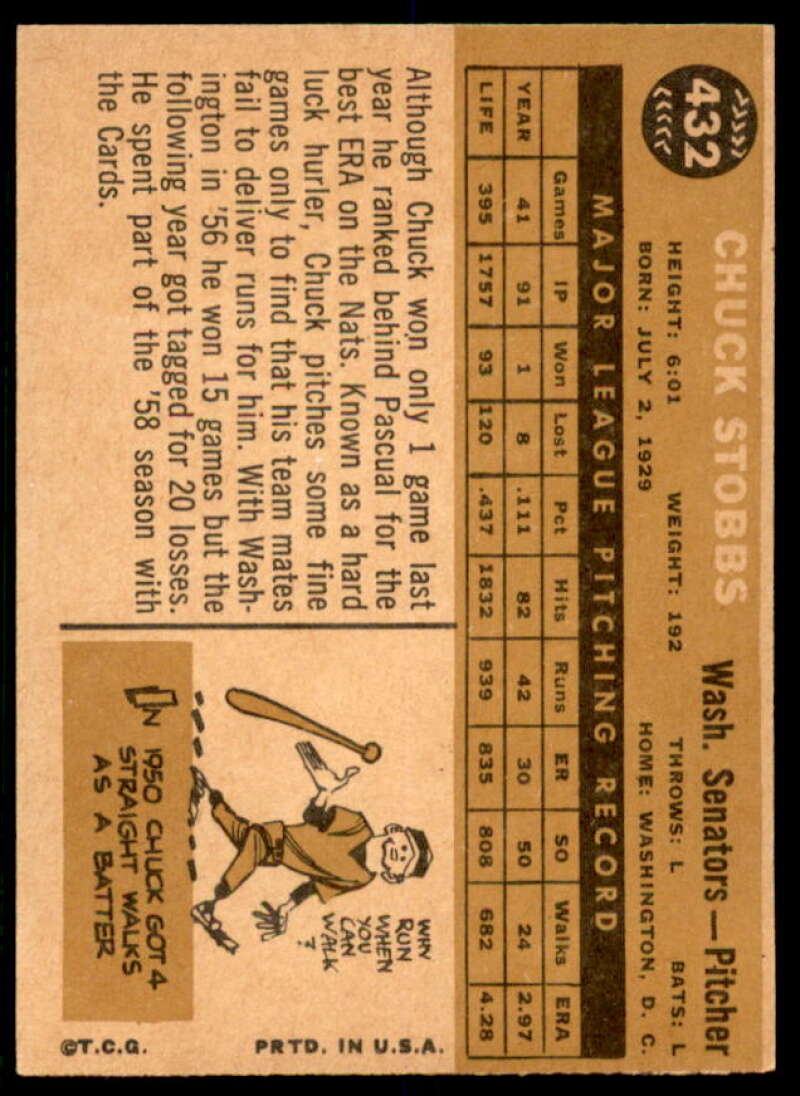 432
CHUCK STOBBS Wash. Senators—Pitcher
HEIGHT: 6:01 WEIGHT: 192 THROWS: L BATS: L
BORN: JULY 2, 1929 HOME: WASHINGTON, D. C.
MAJOR LEAGUE PITCHING RECORD
Games IP Won Lost Pct Hits Runs ER SO Walks ERA
YEAR 41 91 1 8 .111 82 42 30 50 24 2.97
LIFE 395 1757 93 120 .437 1832 939 835 808 682 4.28
Although Chuck won only 1 game last
year he ranked behind Pascual for the
best ERA on the Nats. Known as a hard
luck hurler, Chuck pitches some fine
games only to find that his team mates
fail to deliver runs for him. With Wash-
ington in '56 he won 15 games but the
following year got tagged for 20 losses.
He spent part of the '58 season with
the Cards.
WHY
RUN
WHEN
YOU
CAN
WALK
?
IN 1950 CHUCK GOT 4
STRAIGHT WALKS
AS A BATTER
©T.C.G. PRTD. IN U.S.A.